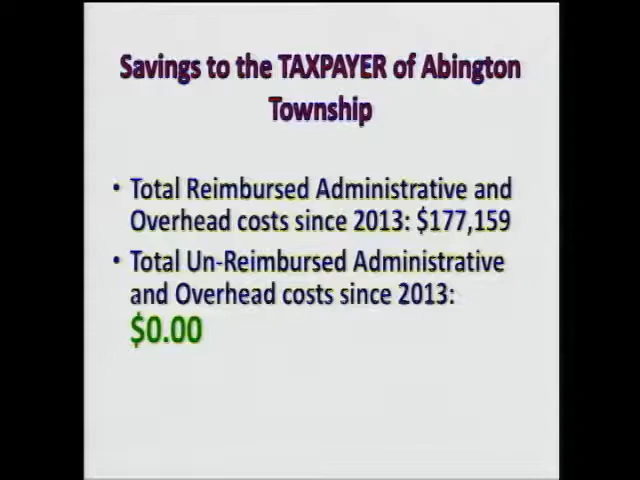 Savings to the TAXPAYER of Abington
Township
• Total Reimbursed Administrative and
Overhead costs since 2013: $177,159
• Total Un-Reimbursed Administrative
and Overhead costs since 2013:
$0.00